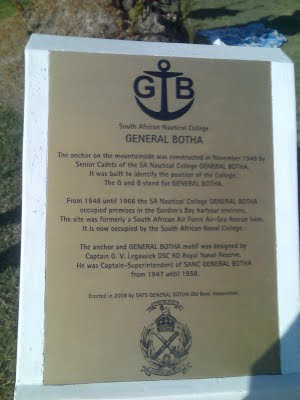 G B
South African Nautical College
GENERAL BOTHA
The anchor on the mountainside was constructed in November 1949 by
Senior Cadets of the SA Nautical College GENERAL BOTHA.
It was built to identify the position of the College.
The G and B stand for GENERAL BOTHA.
From 1948 until 1966 the SA Nautical College GENERAL BOTHA
occupied premises in the Gordon's Bay harbour environs.
The site was formerly a South African Air Force Air-Sea Rescue base.
It is now occupied by the South African Naval College.
The anchor and GENERAL BOTHA motif was designed by
Captain G. V. Legassick DSC RD Royal Naval Reserve.
He was Captain-Superintendent of SANC GENERAL BOTHA
from 1947 until 1958.
Erected in 2008 by SATS GENERAL BOTHA Old Boys' Association.